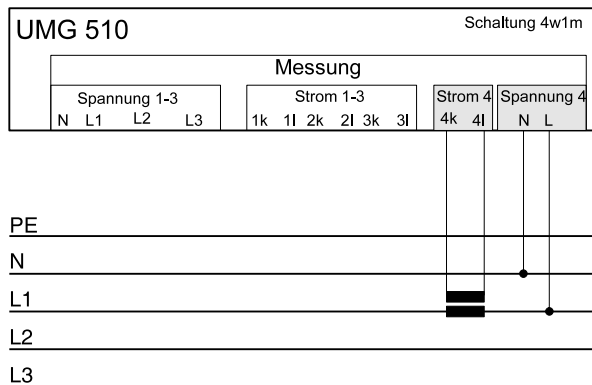 UMG 510
Schaltung 4w1m
Messung
Spannung 1-3
Strom 1-3
Strom 4
Spannung 4
N L1 L2 L3
1k 1l 2k 2l 3k 3l
4k 4l
N L
PE
N
L1
L2
L3